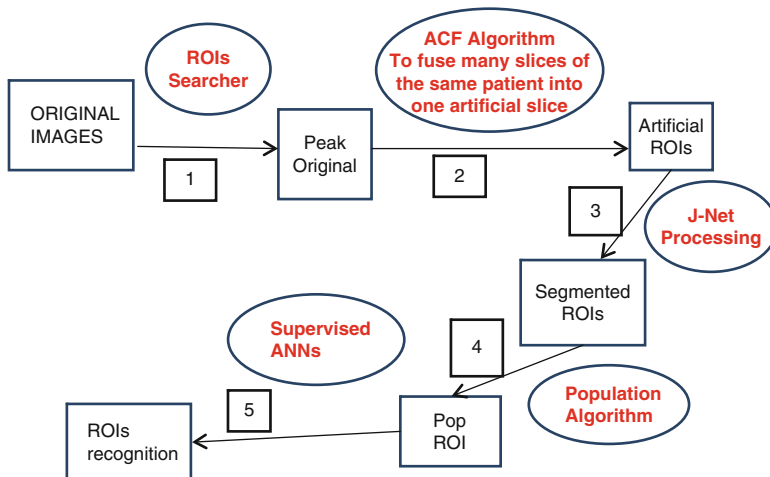 ROIs
Searcher
ACF Algorithm
To fuse many slices of
the same patient into
one artificial slice
ORIGINAL
IMAGES
Peak
Original
Artificial
ROIs
1
2
3
J-Net
Processing
Segmented
ROIs
Supervised
ANNs
4
Population
Algorithm
5
Pop
ROI
ROIs
recognition